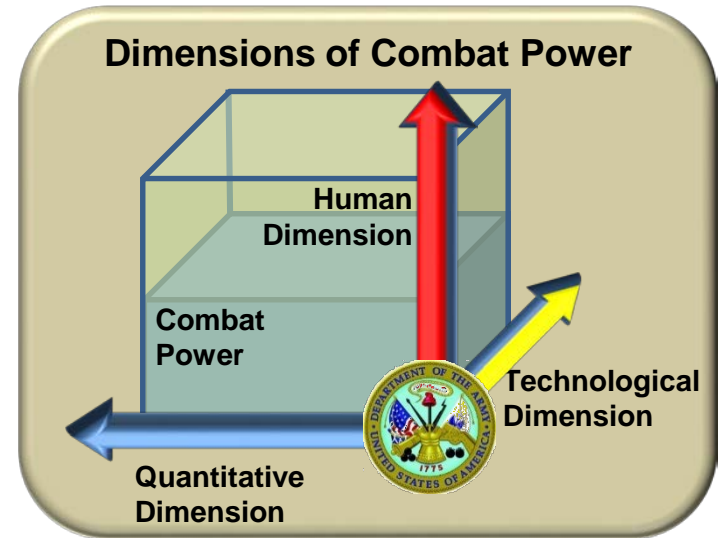 Dimensions of Combat Power
Human
Dimension
Combat
Power
Technological
Dimension
Quantitative
Dimension
DEPARTMENT OF THE ARMY
UNITED STATES OF AMERICA
1775